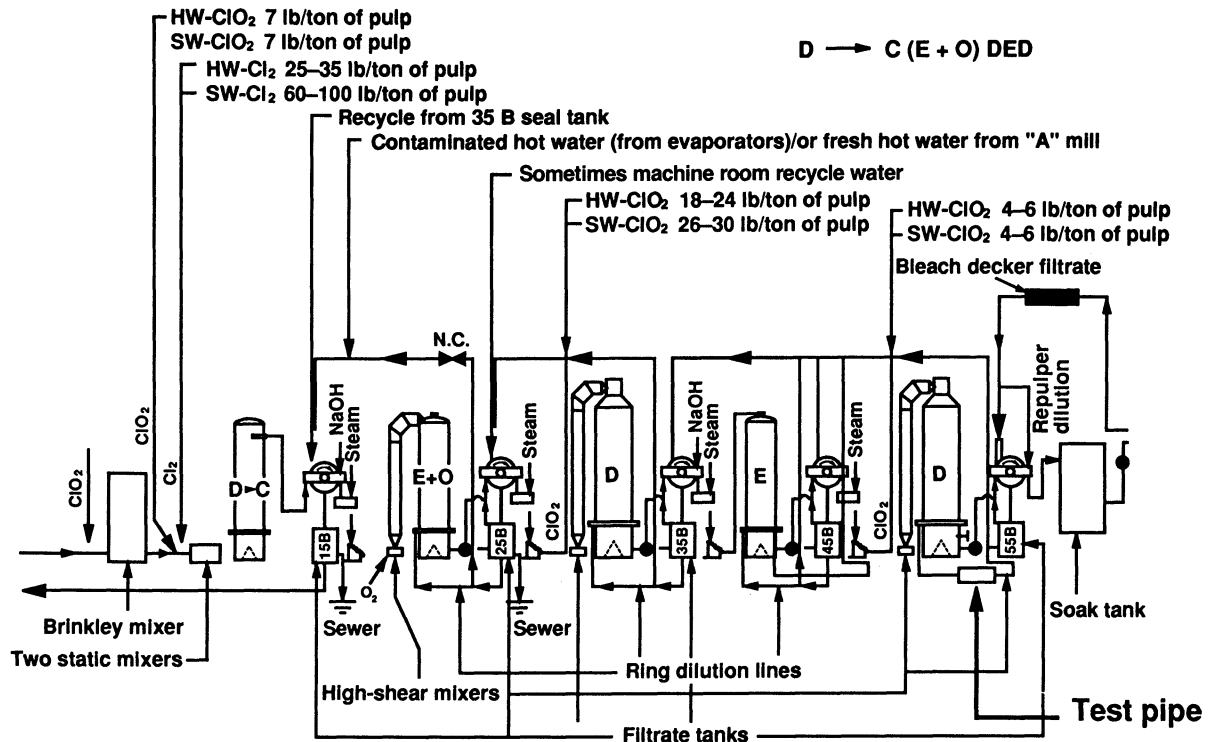 HW-ClO₂ 7 lb/ton of pulp
SW-ClO₂ 7 lb/ton of pulp
D → C (E + O) DED
HW-Cl₂ 25–35 lb/ton of pulp
SW-Cl₂ 60–100 lb/ton of pulp
Recycle from 35 B seal tank
Contaminated hot water (from evaporators)/or fresh hot water from "A" mill
Sometimes machine room recycle water
HW-ClO₂ 18–24 lb/ton of pulp
SW-ClO₂ 26–30 lb/ton of pulp
HW-ClO₂ 4–6 lb/ton of pulp
SW-ClO₂ 4–6 lb/ton of pulp
Bleach decker filtrate
N.C.
Repulper
dilution
ClO₂
ClO₂
Cl₂
D►C
NaOH
Steam
E+O
Steam
ClO₂
D
NaOH
Steam
E
Steam
ClO₂
D
15B
25B
35B
45B
55B
O₂
Sewer
Sewer
Brinkley mixer
Two static mixers
High-shear mixers
Ring dilution lines
Filtrate tanks
Soak tank
Test pipe